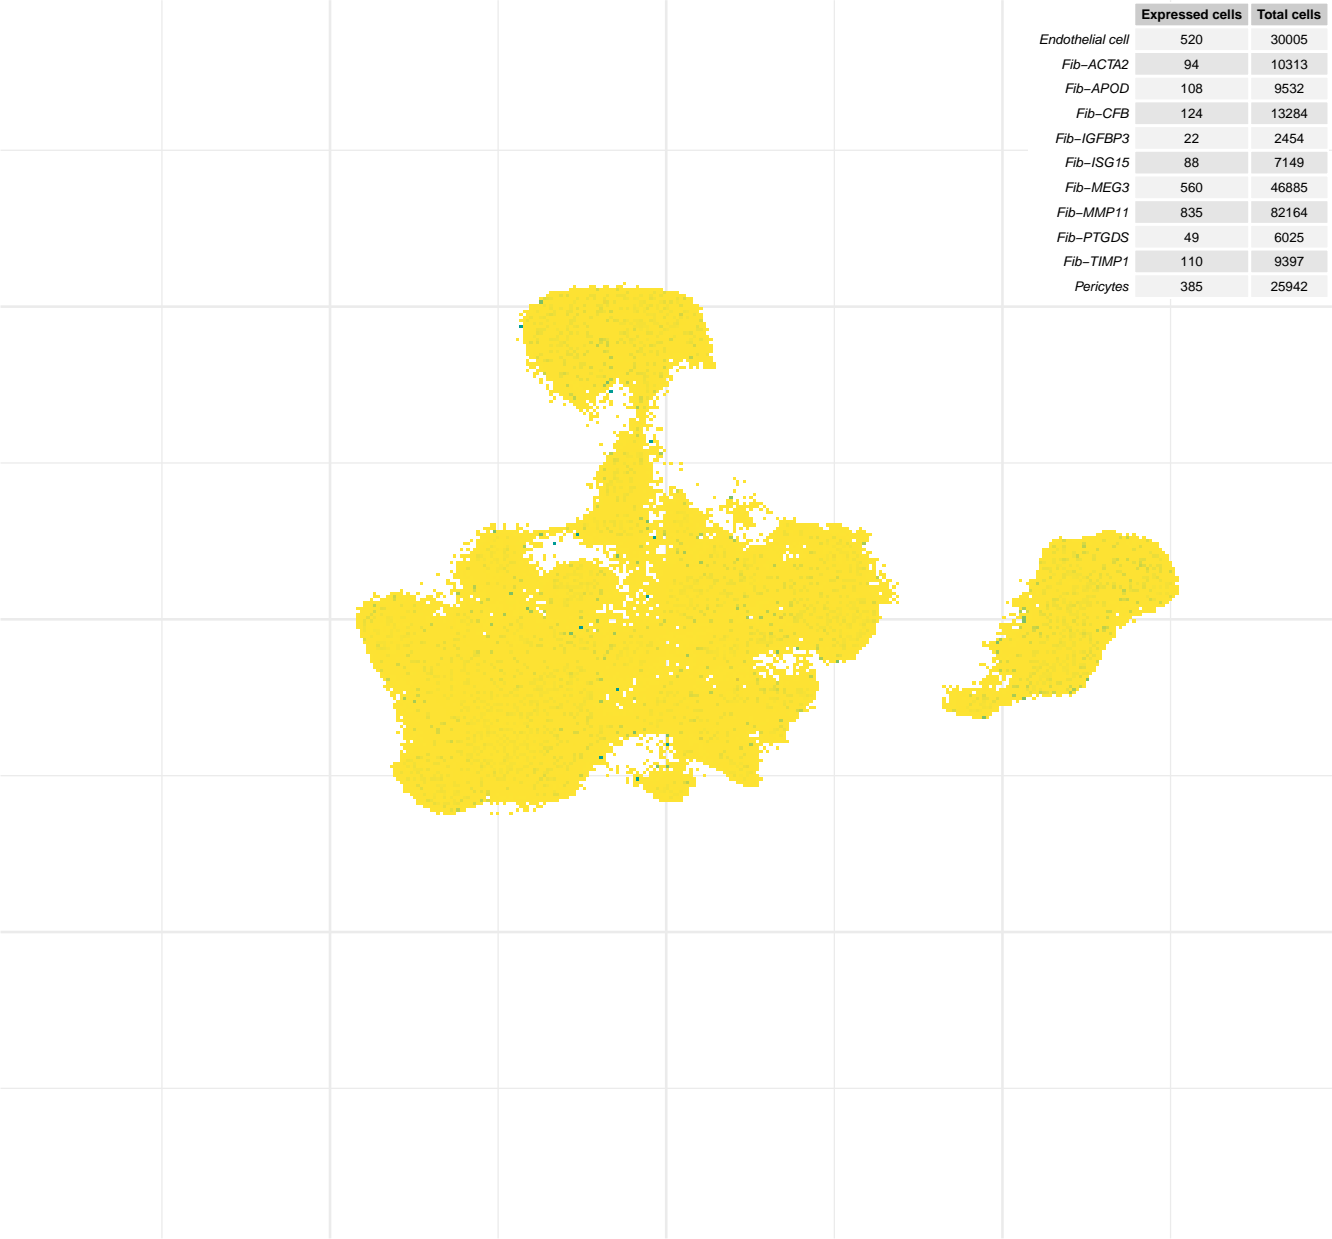 Expressed cells Total cells
Endothelial cell 520 30005
Fib−ACTA2 94 10313
Fib−APOD 108 9532
Fib−CFB 124 13284
Fib−IGFBP3 22 2454
Fib−ISG15 88 7149
Fib−MEG3 560 46885
Fib−MMP11 835 82164
Fib−PTGDS 49 6025
Fib−TIMP1 110 9397
Pericytes 385 25942